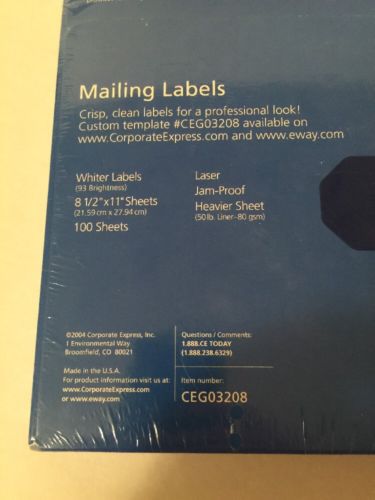 Mailing Labels
Crisp, clean labels for a professional look!
Custom template #CEG03208 available on
www.CorporateExpress.com and www.eway.com
Whiter Labels
(93 Brightness)
8 1/2"x11" Sheets
(21.59 cm x 27.94 cm)
100 Sheets
Laser
Jam-Proof
Heavier Sheet
(50 lb. Liner–80 gsm)
©2004 Corporate Express, Inc.
1 Environmental Way
Broomfield, CO 80021
Made in the U.S.A.
For product information visit us at:
www.CorporateExpress.com
or www.eway.com
Questions / Comments:
1.888.CE TODAY
(1.888.238.6329)
Item number:
CEG03208